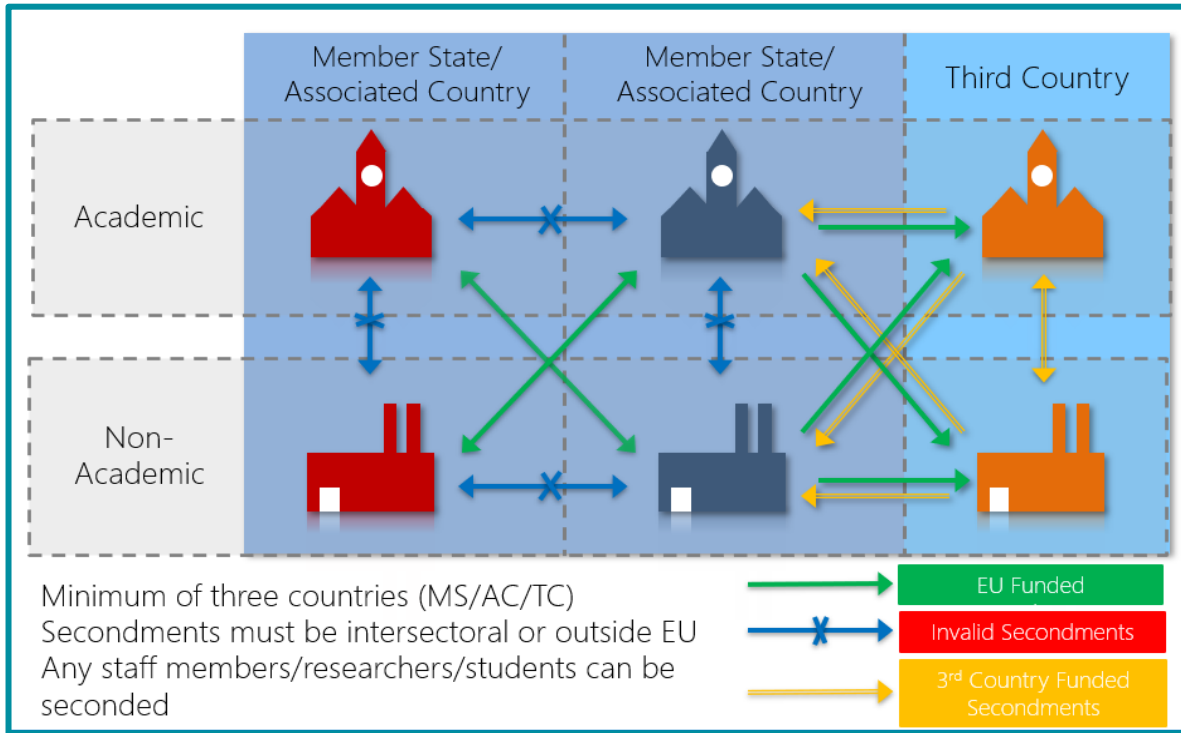 Member State/
Associated Country
Member State/
Associated Country
Third Country
Academic
Non-
Academic
Minimum of three countries (MS/AC/TC)
Secondments must be intersectoral or outside EU
Any staff members/researchers/students can be
seconded
EU Funded
Invalid Secondments
3rd Country Funded
Secondments